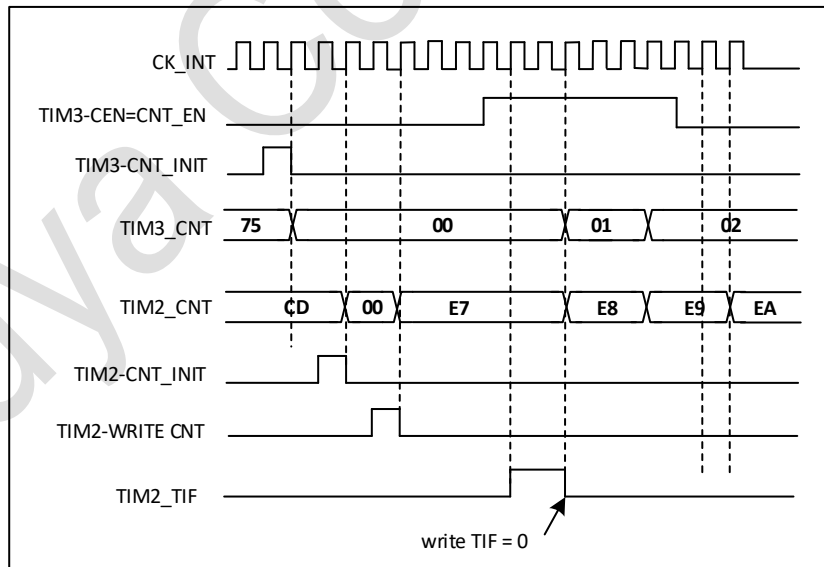 CK_INT
TIM3-CEN=CNT_EN
TIM3-CNT_INIT
TIM3_CNT 75 00 01 02
TIM2_CNT CD 00 E7 E8 E9 EA
TIM2-CNT_INIT
TIM2-WRITE CNT
TIM2_TIF
write TIF = 0